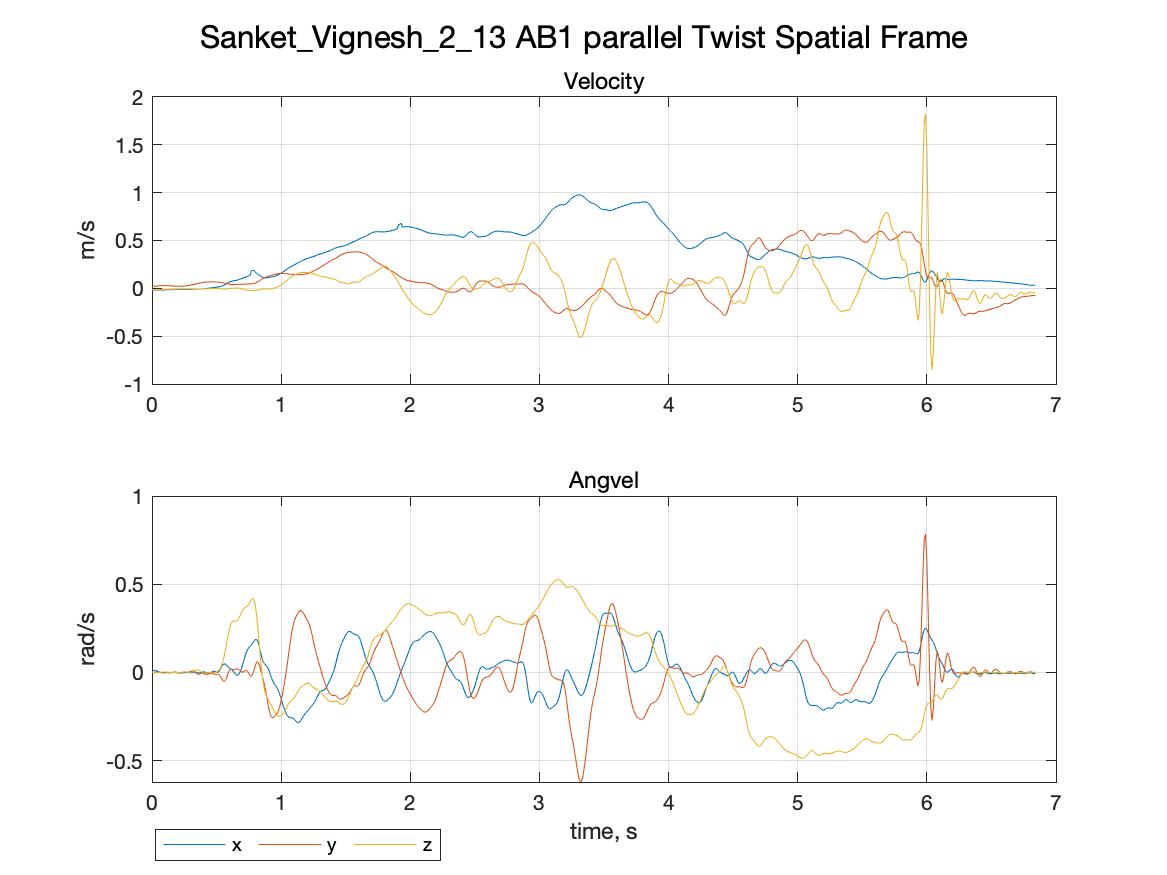 Sanket_Vignesh_2_13 AB1 parallel Twist Spatial Frame
Velocity
2
1.5
1
0.5
0
-0.5
-1
m/s
0 1 2 3 4 5 6 7
Angvel
1
0.5
0
-0.5
rad/s
0 1 2 3 4 5 6 7
time, s
x y z